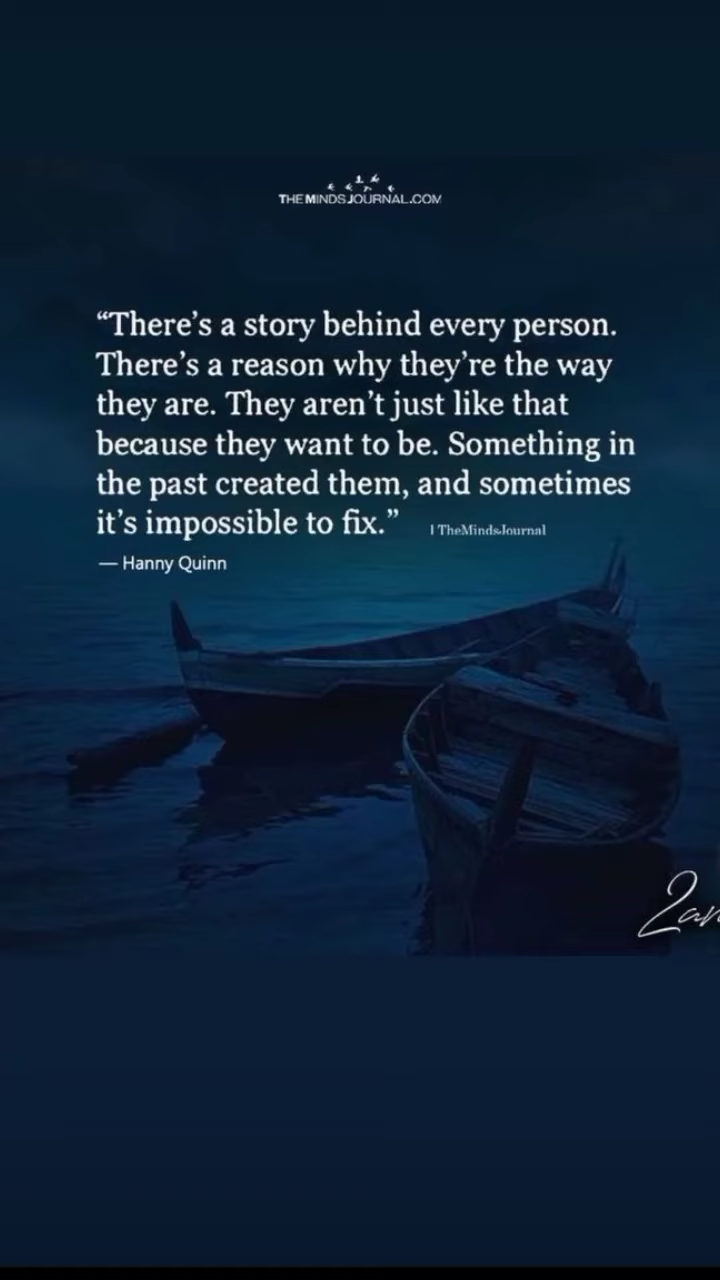 THEMINDSJOURNAL.COM
“There’s a story behind every person.
There’s a reason why they’re the way
they are. They aren’t just like that
because they want to be. Something in
the past created them, and sometimes
it’s impossible to fix.” | TheMindsJournal
— Hanny Quinn